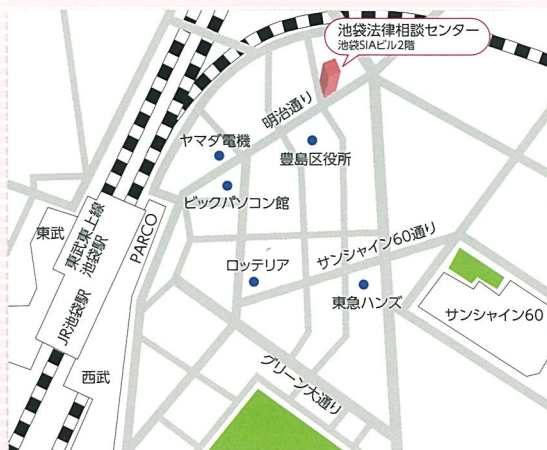 池袋法律相談センター
池袋SIAビル2階
明治通り
ヤマダ電機
豊島区役所
ビックパソコン館
PARCO
東武
東武東上線
池袋駅
サンシャイン60通り
ロッテリア
東急ハンズ
サンシャイン60
JR池袋駅
西武
グリーン大通り